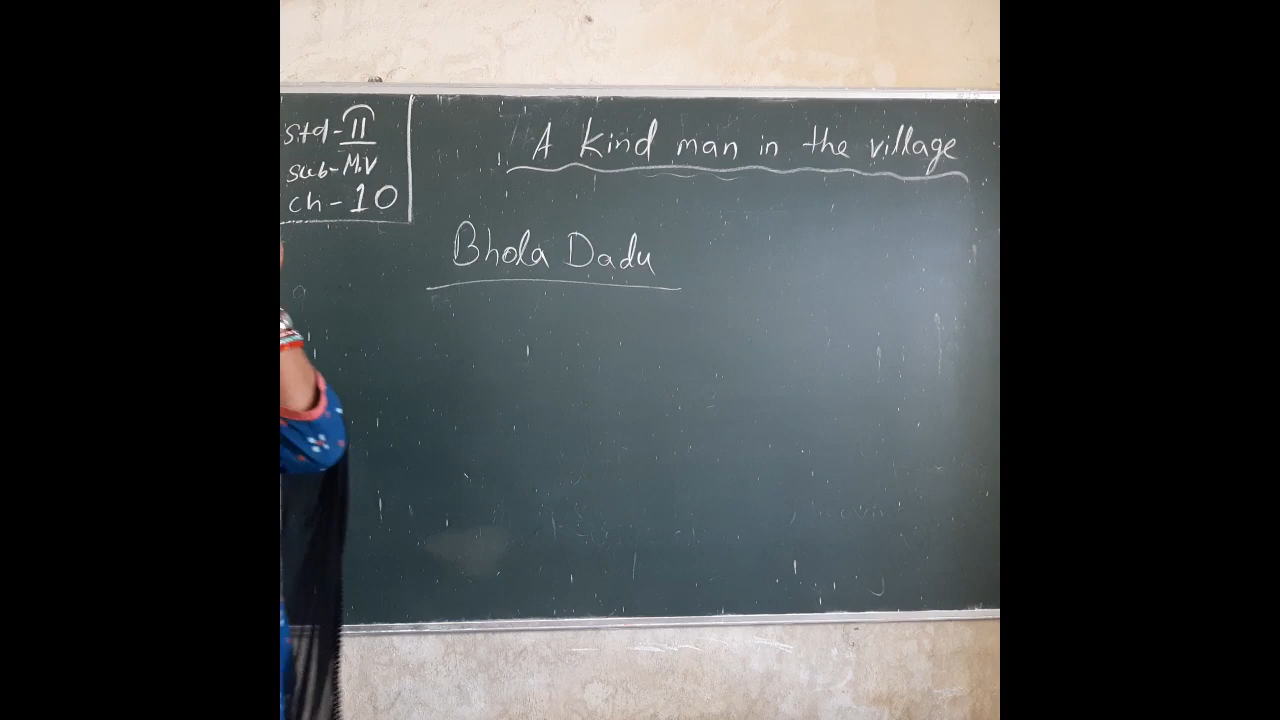 Std - II
Sub - M.V
Ch - 10
A Kind man in the village
Bhola Dadu